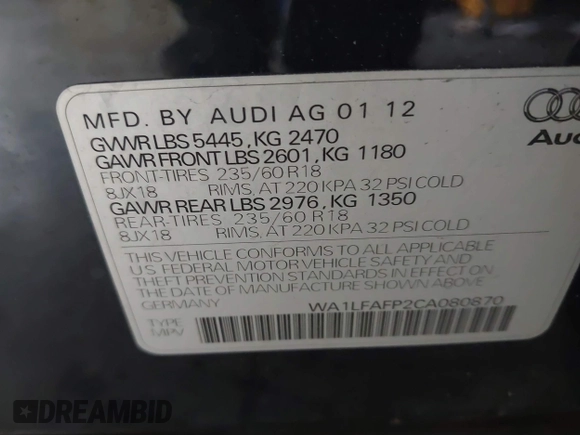 MFD. BY AUDI AG 01 12
GVWR LBS 5445, KG 2470
GAWR FRONT LBS 2601, KG 1180
FRONT-TIRES 235/60 R18
8JX18 RIMS, AT 220 KPA 32 PSI COLD
GAWR REAR LBS 2976, KG 1350
REAR-TIRES 235/60 R18
8JX18 RIMS, AT 220 KPA 32 PSI COLD
THIS VEHICLE CONFORMS TO ALL APPLICABLE
U.S. FEDERAL MOTOR VEHICLE SAFETY AND
THEFT PREVENTION STANDARDS IN EFFECT ON
THE DATE OF MANUFACTURE SHOWN ABOVE.
GERMANY WA1LFAFP2CA080870
TYPE
MPV
Aud
DREAMBID